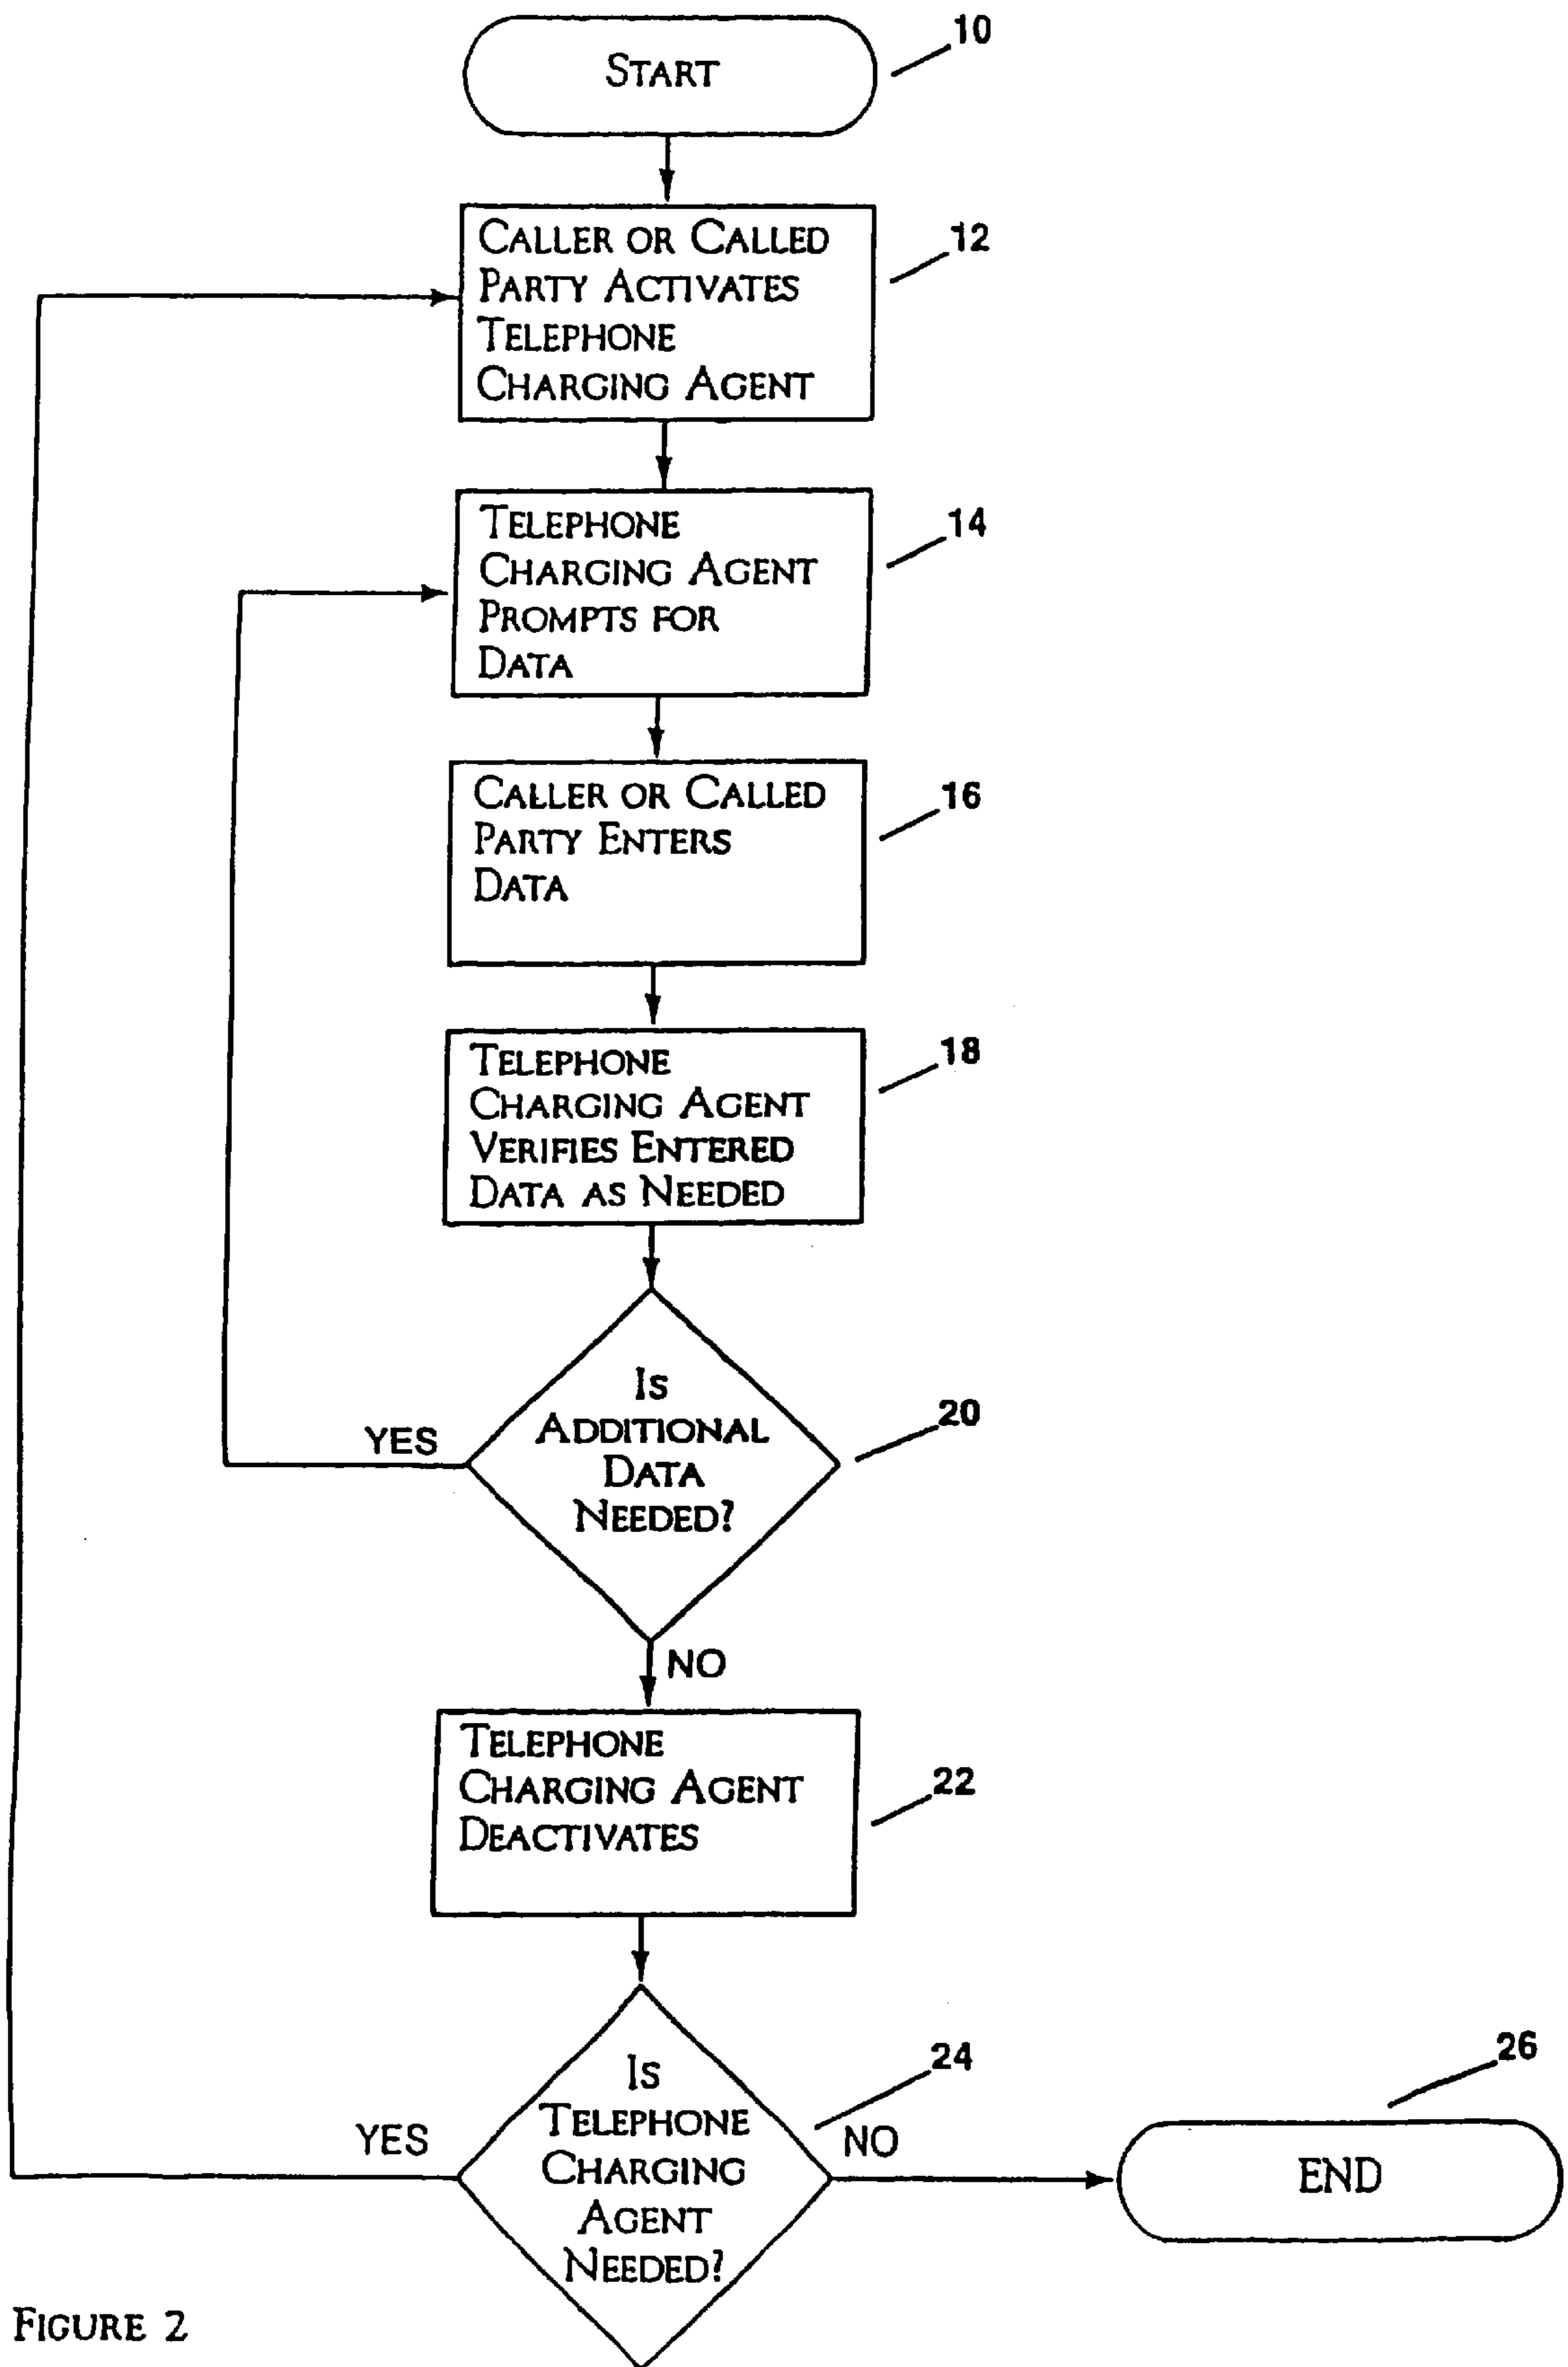 START
10
CALLER OR CALLED
PARTY ACTIVATES
TELEPHONE
CHARGING AGENT
12
TELEPHONE
CHARGING AGENT
PROMPTS FOR
DATA
14
CALLER OR CALLED
PARTY ENTERS
DATA
16
TELEPHONE
CHARGING AGENT
VERIFIES ENTERED
DATA AS NEEDED
18
IS
ADDITIONAL
DATA
NEEDED?
20
YES
NO
TELEPHONE
CHARGING AGENT
DEACTIVATES
22
IS
TELEPHONE
CHARGING
AGENT
NEEDED?
24
YES
NO
END
26
FIGURE 2